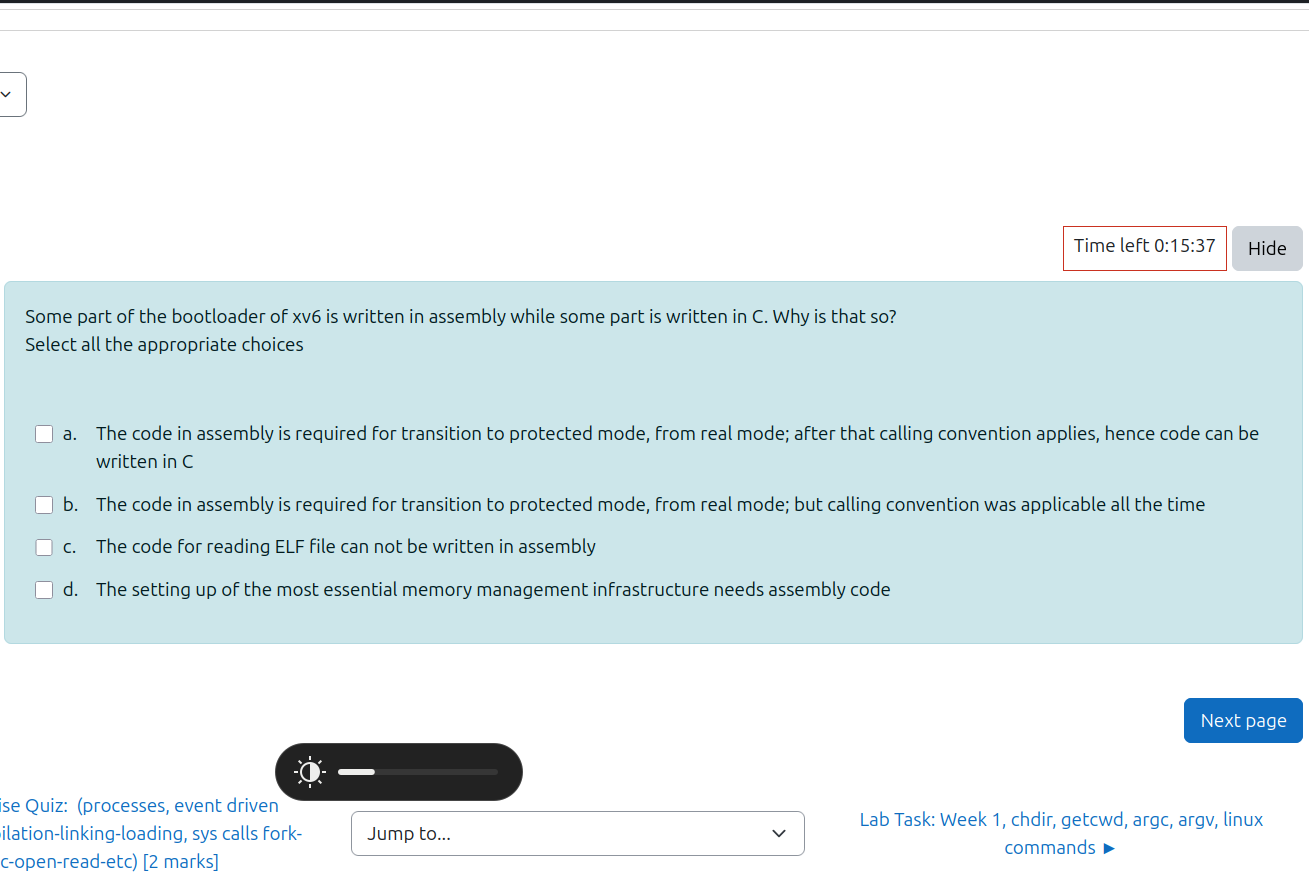 Time left 0:15:37
Hide
Some part of the bootloader of xv6 is written in assembly while some part is written in C. Why is that so?
Select all the appropriate choices
a. The code in assembly is required for transition to protected mode, from real mode; after that calling convention applies, hence code can be
written in C
b. The code in assembly is required for transition to protected mode, from real mode; but calling convention was applicable all the time
c. The code for reading ELF file can not be written in assembly
d. The setting up of the most essential memory management infrastructure needs assembly code
Next page
ise Quiz: (processes, event driven
ilation-linking-loading, sys calls fork-
c-open-read-etc) [2 marks]
Jump to...
Lab Task: Week 1, chdir, getcwd, argc, argv, linux
commands ►